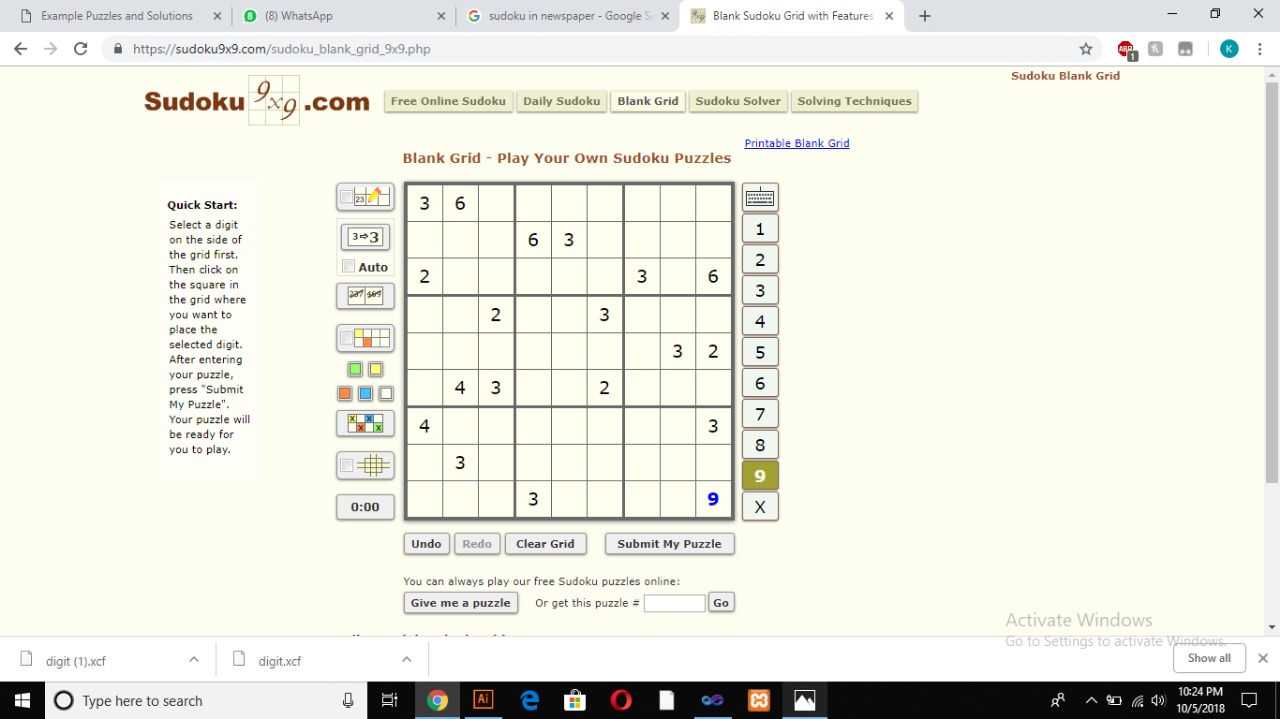 Example Puzzles and Solutions
(8) WhatsApp
sudoku in newspaper - Google S
Blank Sudoku Grid with Features
https://sudoku9x9.com/sudoku_blank_grid_9x9.php
ABP
1
K
Sudoku Blank Grid
Sudoku 9x9 .com
Free Online Sudoku Daily Sudoku Blank Grid Sudoku Solver Solving Techniques
Printable Blank Grid
Blank Grid - Play Your Own Sudoku Puzzles
Quick Start:
Select a digit
on the side of
the grid first.
Then click on
the square in
the grid where
you want to
place the
selected digit.
After entering
your puzzle,
press "Submit
My Puzzle".
Your puzzle will
be ready for
you to play.
23
3⇨3
Auto
237 469
X X
X X
0:00
3 6
6 3
2 3 6
2 3
3 2
4 3 2
4 3
3
3 9
1
2
3
4
5
6
7
8
9
X
Undo Redo Clear Grid Submit My Puzzle
You can always play our free Sudoku puzzles online:
Give me a puzzle Or get this puzzle # Go
Activate Windows
Go to Settings to activate Windows.
digit (1).xcf
digit.xcf
Show all
Type here to search
Ai
10:24 PM
10/5/2018